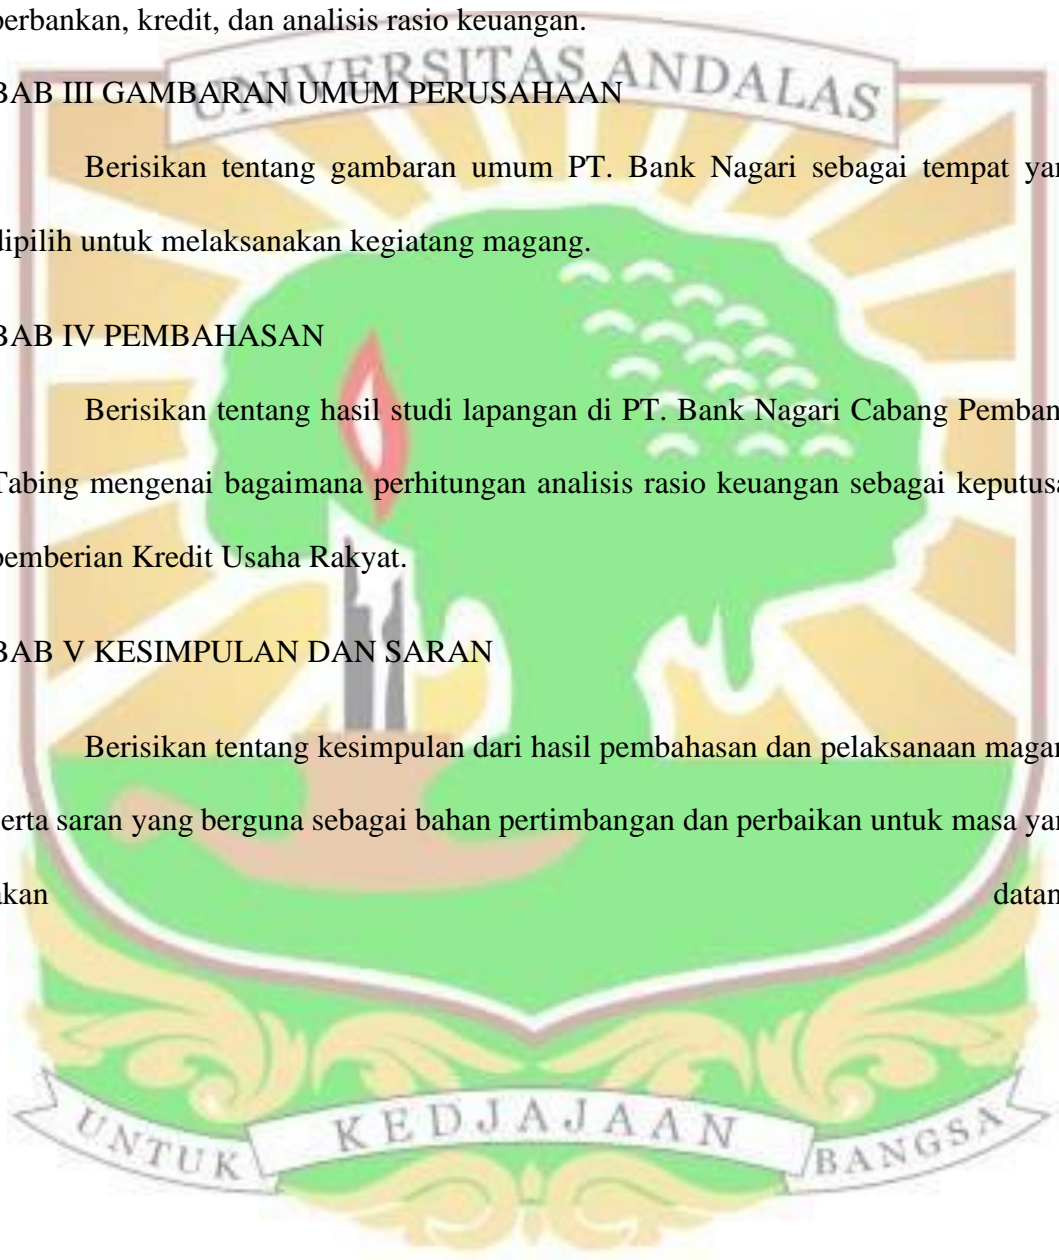 perbankan, kredit, dan analisis rasio keuangan.
UNIVERSITAS ANDALAS
BAB III GAMBARAN UMUM PERUSAHAAN
Berisikan tentang gambaran umum PT. Bank Nagari sebagai tempat yan
dipilih untuk melaksanakan kegiatang magang.
BAB IV PEMBAHASAN
Berisikan tentang hasil studi lapangan di PT. Bank Nagari Cabang Pemban
Tabing mengenai bagaimana perhitungan analisis rasio keuangan sebagai keputusa
pemberian Kredit Usaha Rakyat.
BAB V KESIMPULAN DAN SARAN
Berisikan tentang kesimpulan dari hasil pembahasan dan pelaksanaan magan
erta saran yang berguna sebagai bahan pertimbangan dan perbaikan untuk masa yan
akan datan
UNTUK KEDJAJAAN BANGSA